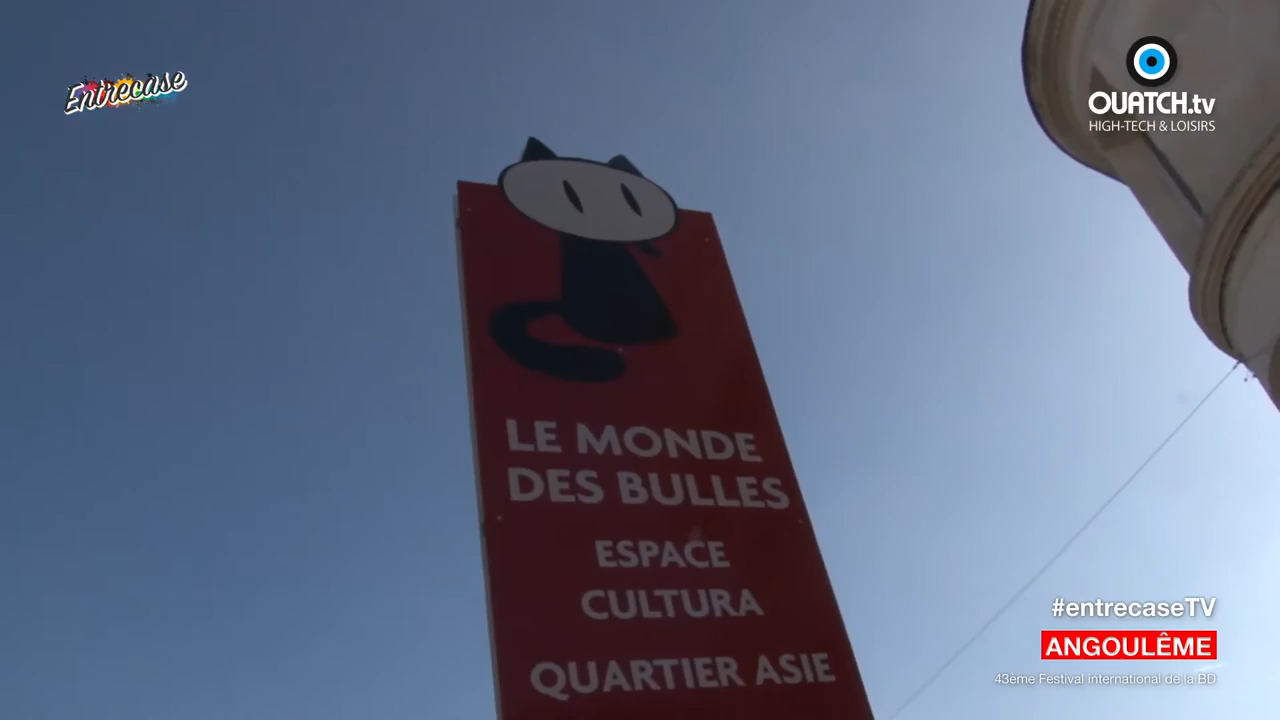 Entrecase
OUATCH.tv
HIGH-TECH & LOISIRS
LE MONDE
DES BULLES
ESPACE
CULTURA
QUARTIER ASIE
#entrecaseTV
ANGOULÊME
43ème Festival international de la BD